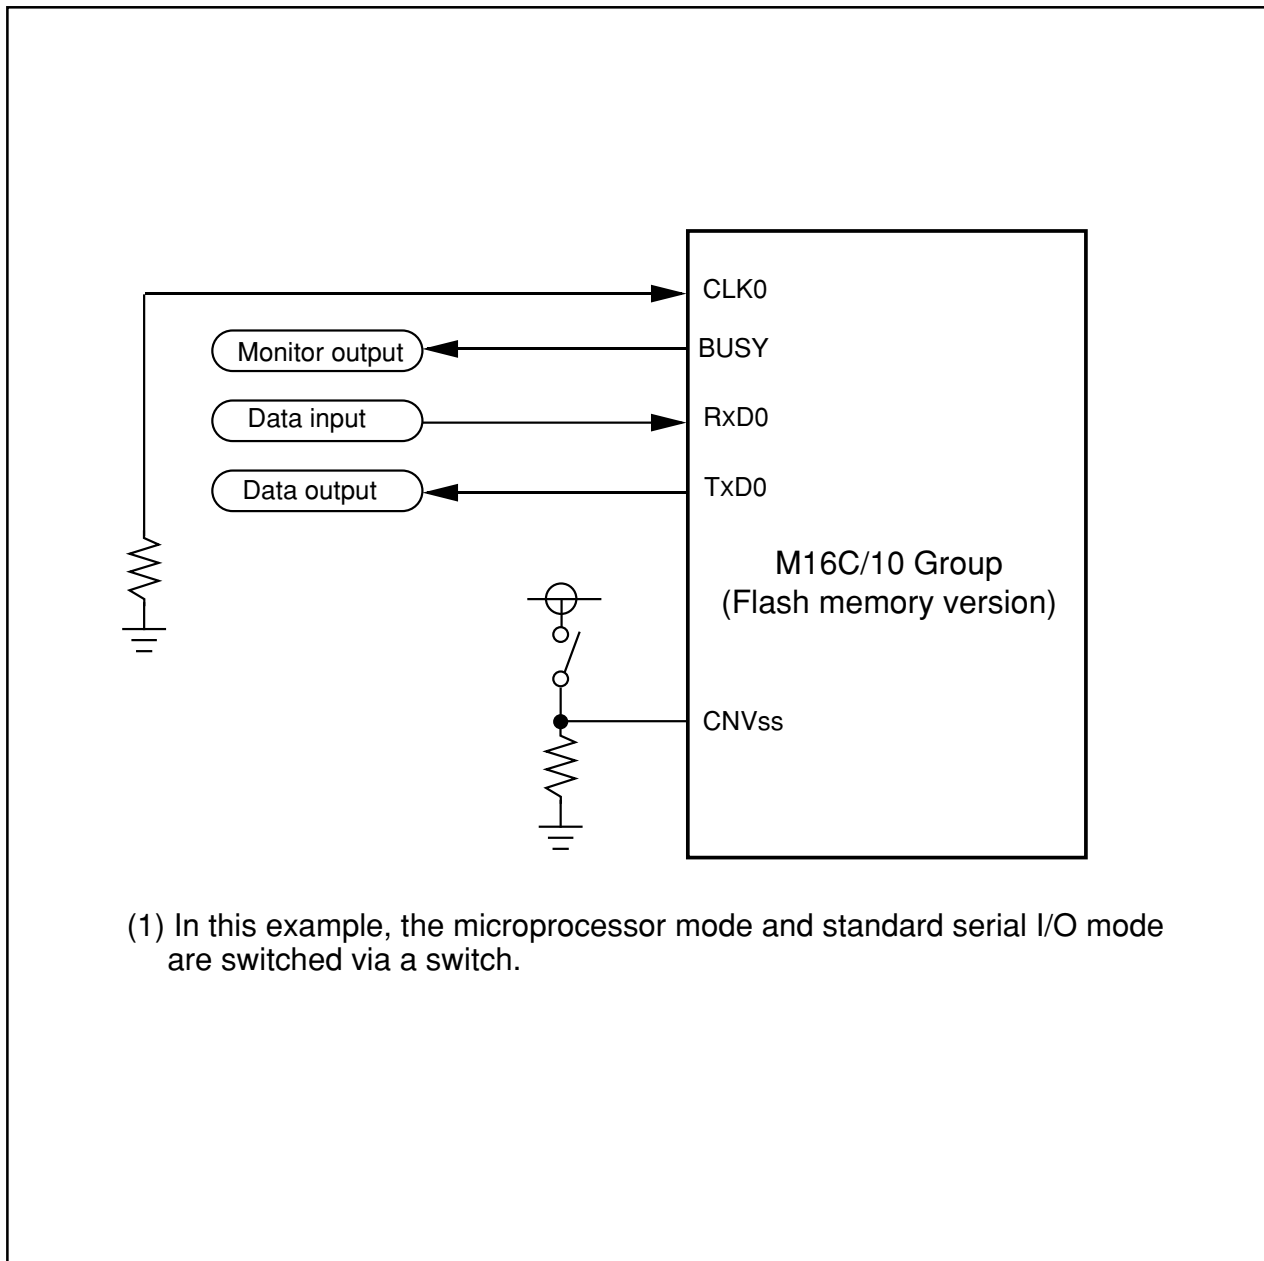 CLK0
Monitor output
BUSY
Data input
RxD0
Data output
TxD0
M16C/10 Group
(Flash memory version)
CNVss
(1) In this example, the microprocessor mode and standard serial I/O mode
are switched via a switch.